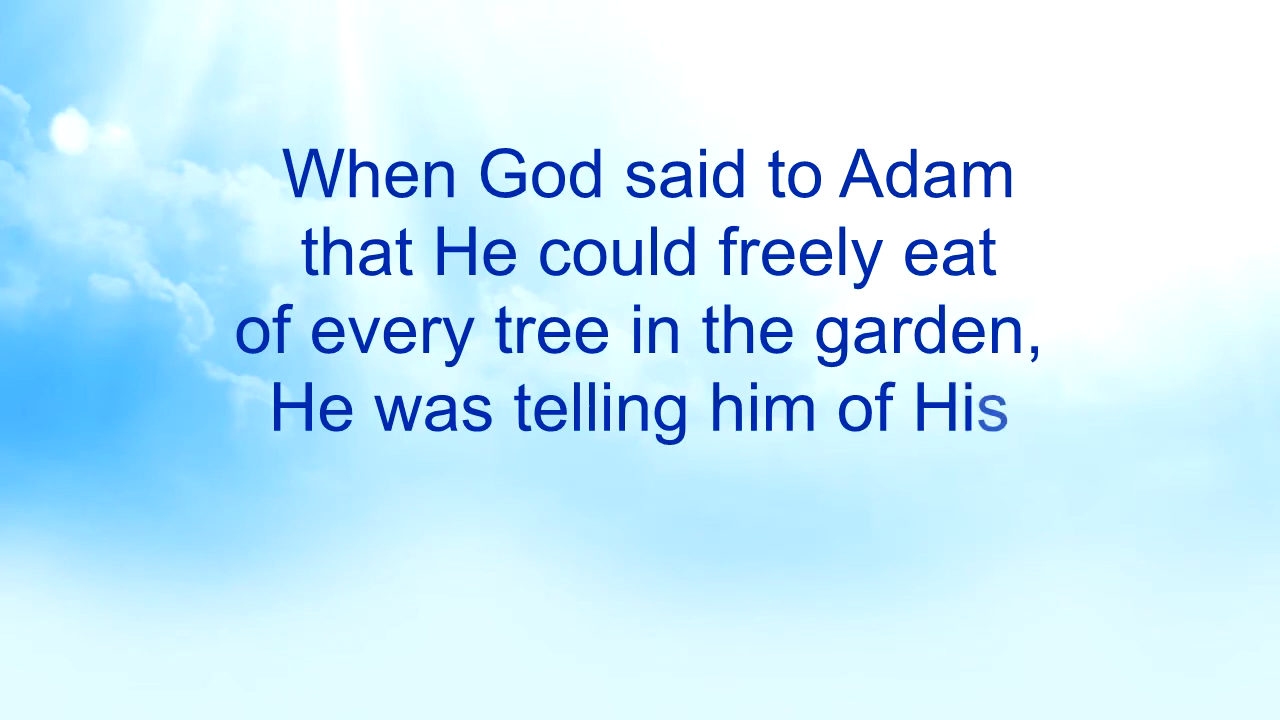 When God said to Adam
that He could freely eat
of every tree in the garden,
He was telling him of His